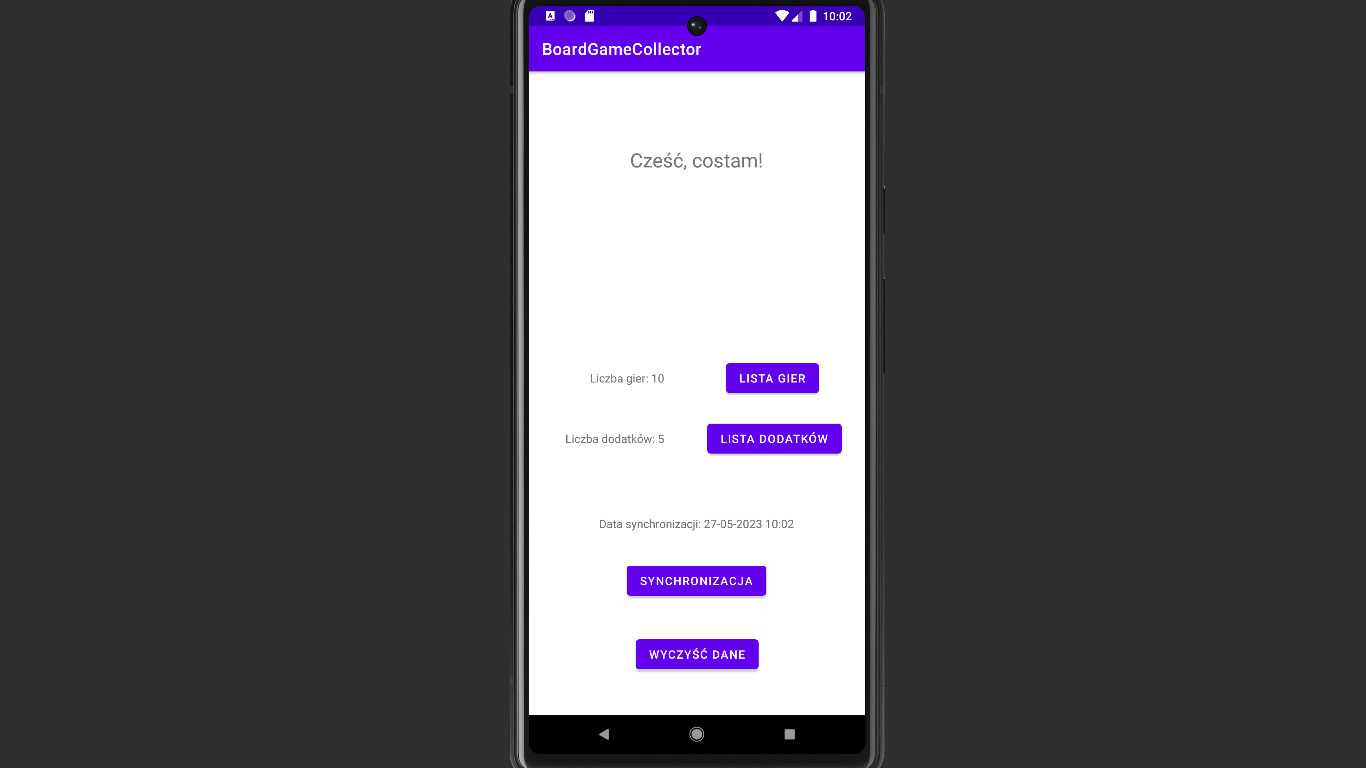 10:02
BoardGameCollector
Cześć, costam!
Liczba gier: 10
LISTA GIER
Liczba dodatków: 5
LISTA DODATKÓW
Data synchronizacji: 27-05-2023 10:02
SYNCHRONIZACJA
WYCZYŚĆ DANE